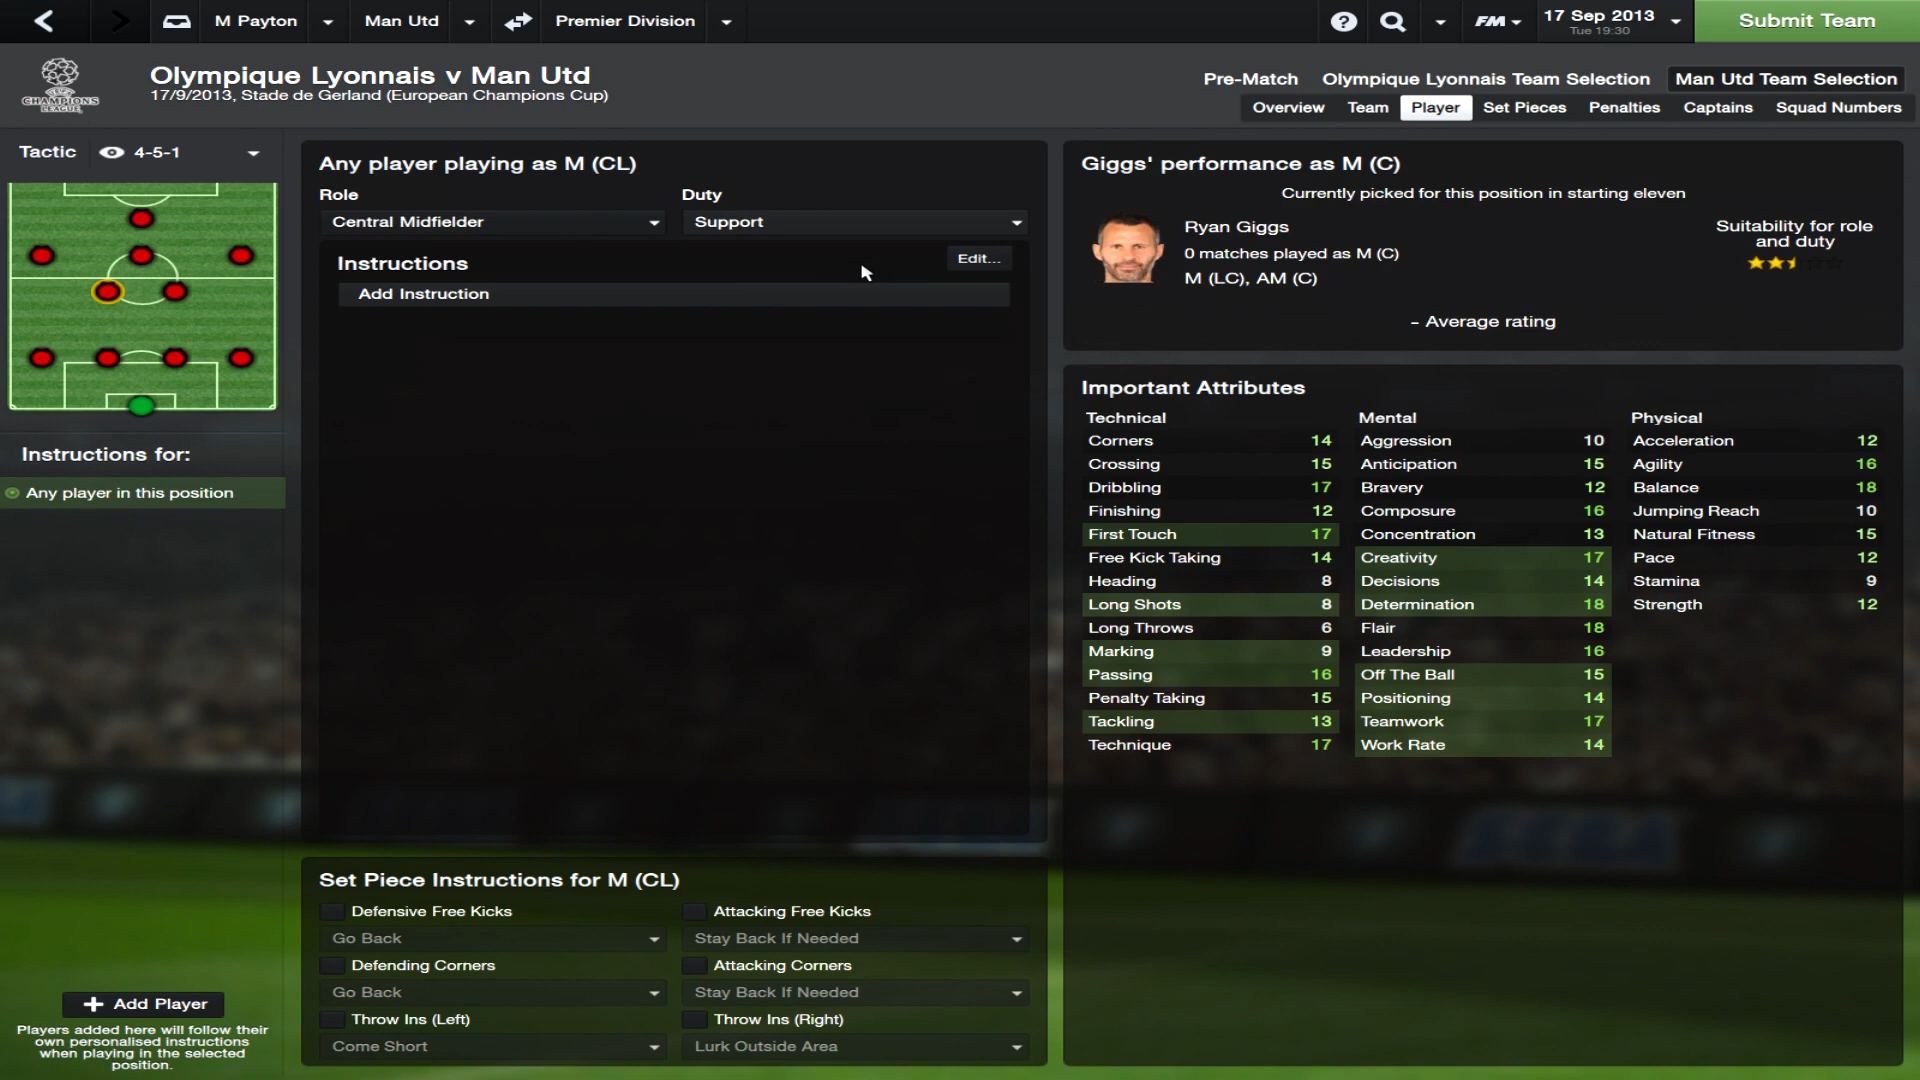 M Payton
Man Utd
Premier Division
FM
17 Sep 2013
Tue 19:30
Submit Team
CHAMPIONS
LEAGUE
Olympique Lyonnais v Man Utd
17/9/2013, Stade de Gerland (European Champions Cup)
Pre-Match Olympique Lyonnais Team Selection Man Utd Team Selection
Overview Team Player Set Pieces Penalties Captains Squad Numbers
Tactic 4-5-1
Instructions for:
Any player in this position
+ Add Player
Players added here will follow their
own personalised instructions
when playing in the selected
position.
Any player playing as M (CL)
Role Duty
Central Midfielder Support
Instructions Edit...
Add Instruction
Set Piece Instructions for M (CL)
Defensive Free Kicks Attacking Free Kicks
Go Back Stay Back If Needed
Defending Corners Attacking Corners
Go Back Stay Back If Needed
Throw Ins (Left) Throw Ins (Right)
Come Short Lurk Outside Area
Giggs' performance as M (C)
Currently picked for this position in starting eleven
Ryan Giggs
0 matches played as M (C)
M (LC), AM (C)
Suitability for role
and duty
- Average rating
Important Attributes
Technical Mental Physical
Corners 14 Aggression 10 Acceleration 12
Crossing 15 Anticipation 15 Agility 16
Dribbling 17 Bravery 12 Balance 18
Finishing 12 Composure 16 Jumping Reach 10
First Touch 17 Concentration 13 Natural Fitness 15
Free Kick Taking 14 Creativity 17 Pace 12
Heading 8 Decisions 14 Stamina 9
Long Shots 8 Determination 18 Strength 12
Long Throws 6 Flair 18
Marking 9 Leadership 16
Passing 16 Off The Ball 15
Penalty Taking 15 Positioning 14
Tackling 13 Teamwork 17
Technique 17 Work Rate 14